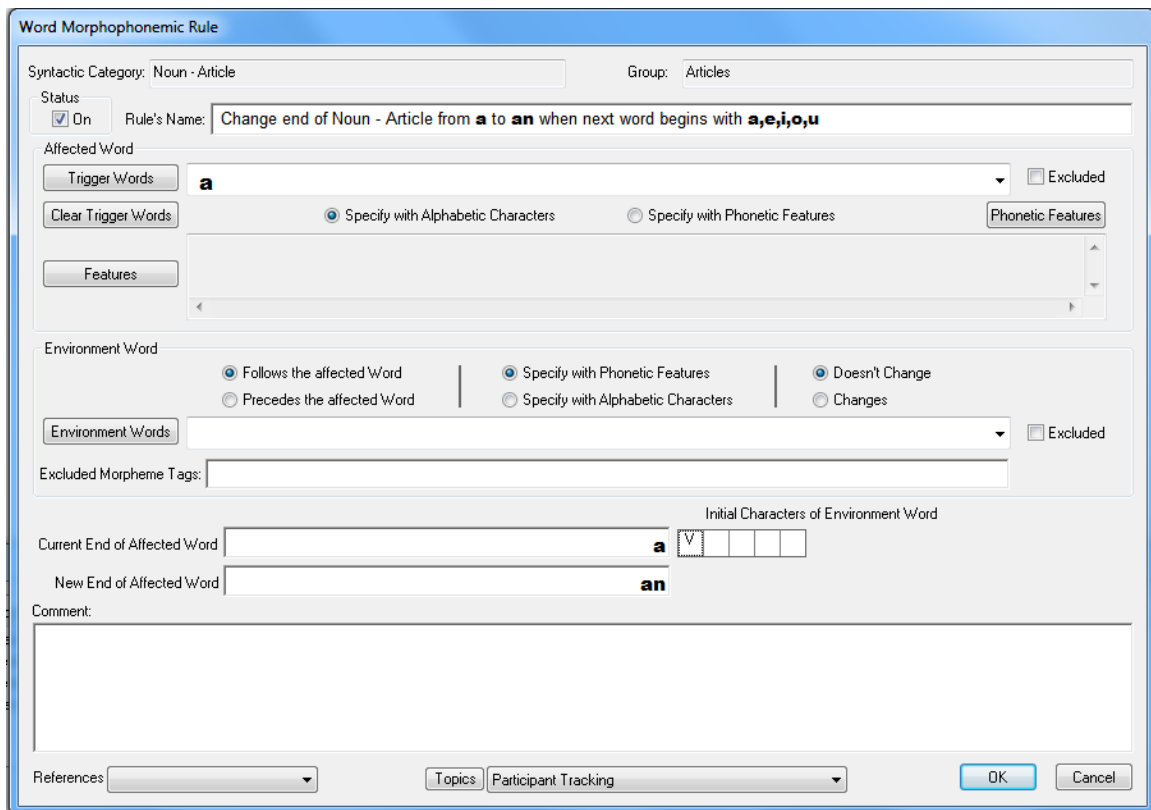 Word Morphophonemic Rule
Syntactic Category: Noun - Article Group: Articles
Status
On Rule's Name: Change end of Noun - Article from a to an when next word begins with a,e,i,o,u
Affected Word
Trigger Words a Excluded
Clear Trigger Words Specify with Alphabetic Characters Specify with Phonetic Features Phonetic Features
Features
Environment Word
Follows the affected Word Specify with Phonetic Features Doesn't Change
Precedes the affected Word Specify with Alphabetic Characters Changes
Environment Words Excluded
Excluded Morpheme Tags:
Initial Characters of Environment Word
Current End of Affected Word a V
New End of Affected Word an
Comment:
References Topics Participant Tracking OK Cancel